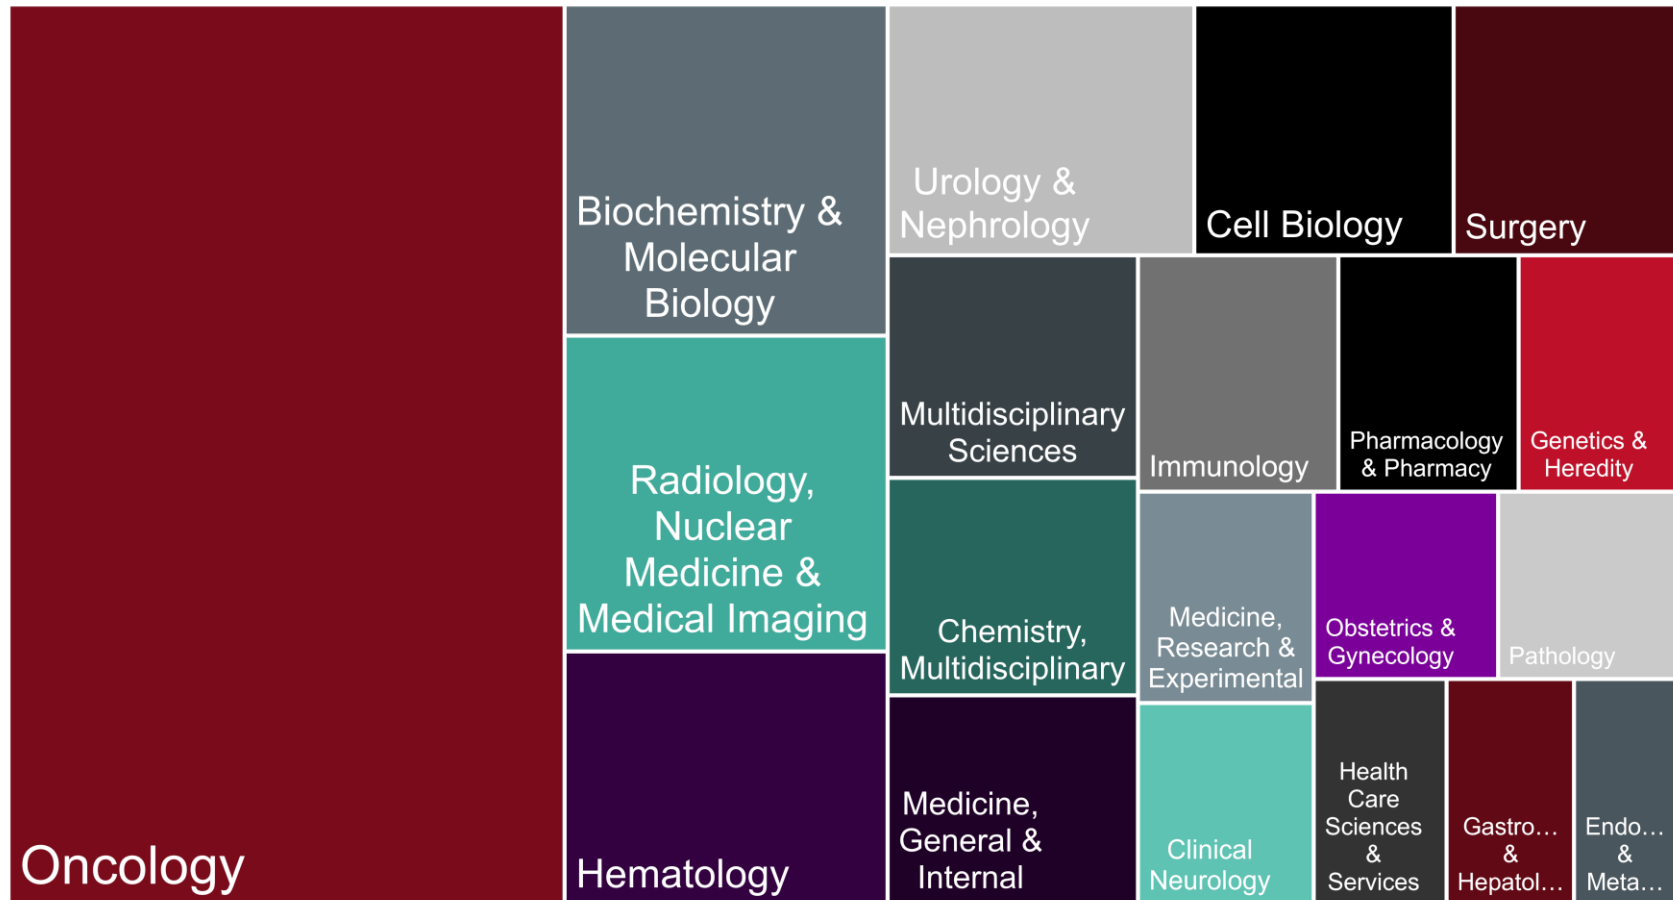 Oncology
Biochemistry &
Molecular
Biology
Radiology,
Nuclear
Medicine &
Medical Imaging
Hematology
Urology &
Nephrology
Cell Biology
Surgery
Multidisciplinary
Sciences
Immunology
Pharmacology
& Pharmacy
Genetics &
Heredity
Chemistry,
Multidisciplinary
Medicine,
Research &
Experimental
Obstetrics &
Gynecology
Pathology
Medicine,
General &
Internal
Clinical
Neurology
Health
Care
Sciences
&
Services
Gastro…
&
Hepatol…
Endo…
&
Meta…